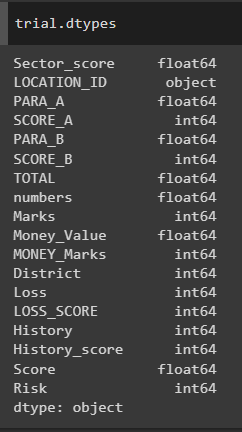 trial.dtypes
Sector_score float64
LOCATION_ID object
PARA_A float64
SCORE_A int64
PARA_B float64
SCORE_B int64
TOTAL float64
numbers float64
Marks int64
Money_Value float64
MONEY_Marks int64
District int64
Loss int64
LOSS_SCORE int64
History int64
History_score int64
Score float64
Risk int64
dtype: object